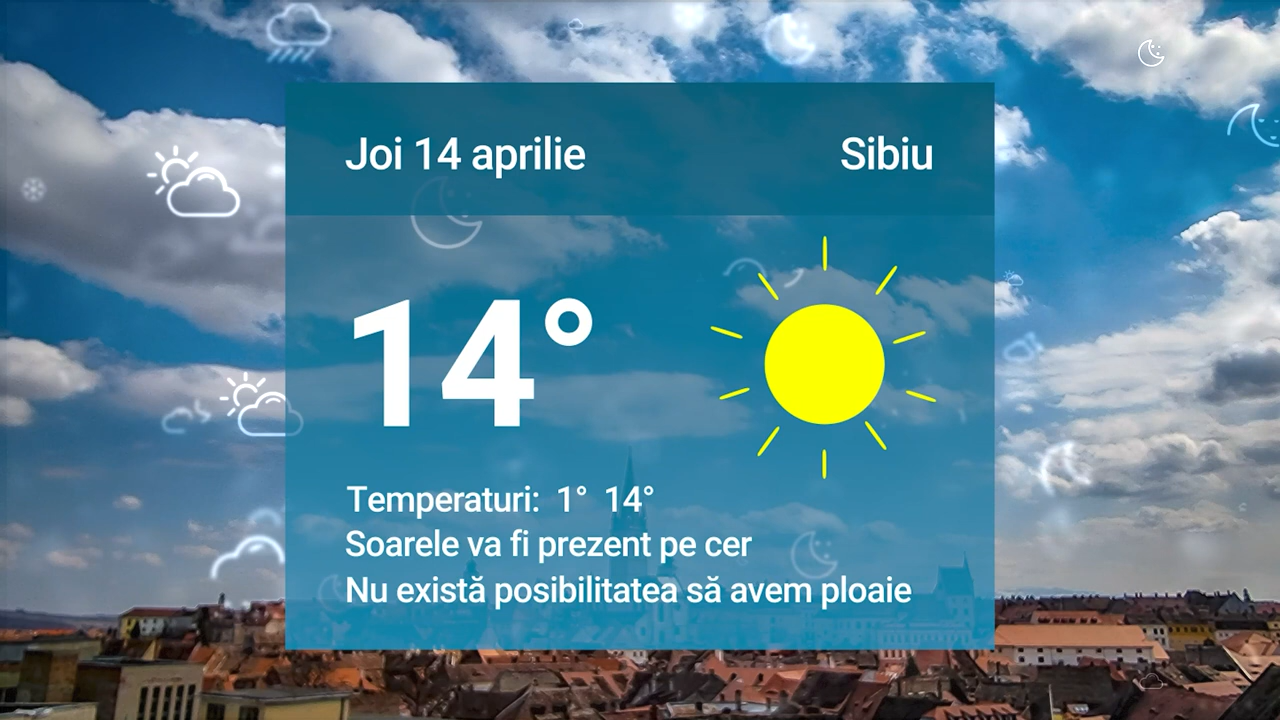 Joi 14 aprilie Sibiu
14°
Temperaturi: 1° 14°
Soarele va fi prezent pe cer
Nu există posibilitatea să avem ploaie